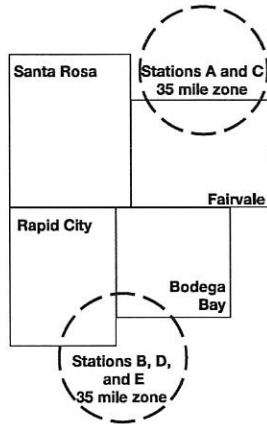 Santa Rosa
Stations A and C
35 mile zone
Fairvale
Rapid City
Bodega
Bay
Stations B, D,
and E
35 mile zone